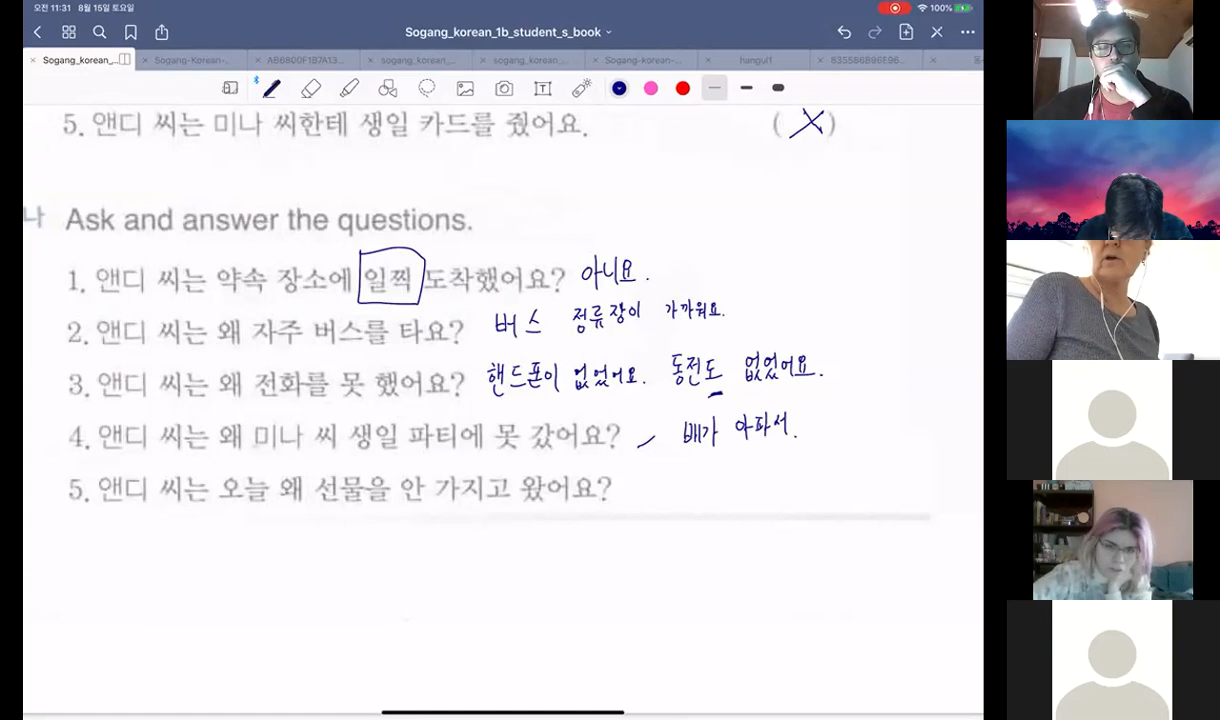 오전 11:31 8월 15일 토요일
100%
Sogang_korean_1b_student_s_book
Sogang_korean_... Sogang-Korean-... AB6800F1B7A13... sogang_korean_... sogang_korean_... Sogang-Korean-... hangul1 8355B6B96E96...
5. 앤디 씨는 미나 씨한테 생일 카드를 줬어요. ( X )
나 Ask and answer the questions.
1. 앤디 씨는 약속 장소에 일찍 도착했어요? 아니요.
2. 앤디 씨는 왜 자주 버스를 타요? 버스 정류장이 가까워요.
3. 앤디 씨는 왜 전화를 못 했어요? 핸드폰이 없었어요. 동전도 없었어요.
4. 앤디 씨는 왜 미나 씨 생일 파티에 못 갔어요? 배가 아파서.
5. 앤디 씨는 오늘 왜 선물을 안 가지고 왔어요?